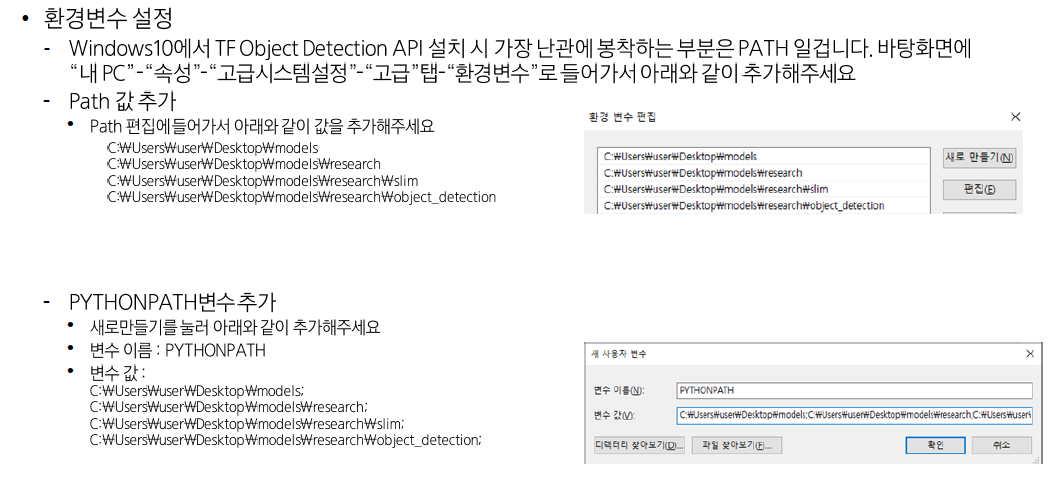 • 환경변수 설정
- Windows10에서 TF Object Detection API 설치 시 가장 난관에 봉착하는 부분은 PATH 일겁니다. 바탕화면에
“내 PC”-“속성”-“고급시스템설정”-“고급”탭-“환경변수”로 들어가서 아래와 같이 추가해주세요
- Path 값 추가
• Path 편집에 들어가서 아래와 같이 값을 추가해주세요
C:₩Users₩user₩Desktop₩models
C:₩Users₩user₩Desktop₩models₩research
C:₩Users₩user₩Desktop₩models₩research₩slim
C:₩Users₩user₩Desktop₩models₩research₩object_detection
환경 변수 편집
C:₩Users₩user₩Desktop₩models
C:₩Users₩user₩Desktop₩models₩research
C:₩Users₩user₩Desktop₩models₩research₩slim
C:₩Users₩user₩Desktop₩models₩research₩object_detection
새로 만들기(N)
편집(E)
- PYTHONPATH변수 추가
• 새로만들기를 눌러 아래와 같이 추가해주세요
• 변수 이름 : PYTHONPATH
• 변수 값 :
C:₩Users₩user₩Desktop₩models;
C:₩Users₩user₩Desktop₩models₩research;
C:₩Users₩user₩Desktop₩models₩research₩slim;
C:₩Users₩user₩Desktop₩models₩research₩object_detection;
새 사용자 변수
변수 이름(N): PYTHONPATH
변수 값(V): C:₩Users₩user₩Desktop₩models;C:₩Users₩user₩Desktop₩models₩research;C:₩Users₩user₩
디렉터리 찾아보기(D)... 파일 찾아보기(F)... 확인 취소